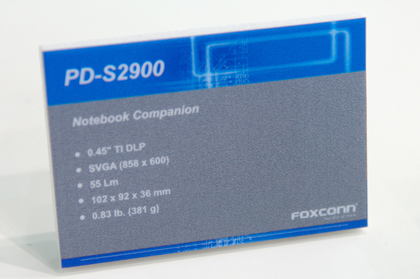 PD-S2900
Notebook Companion
0.45" TI DLP
SVGA (858 x 600)
55 Lm
102 x 92 x 36 mm
0.83 lb. (381 g)
FOXCONN